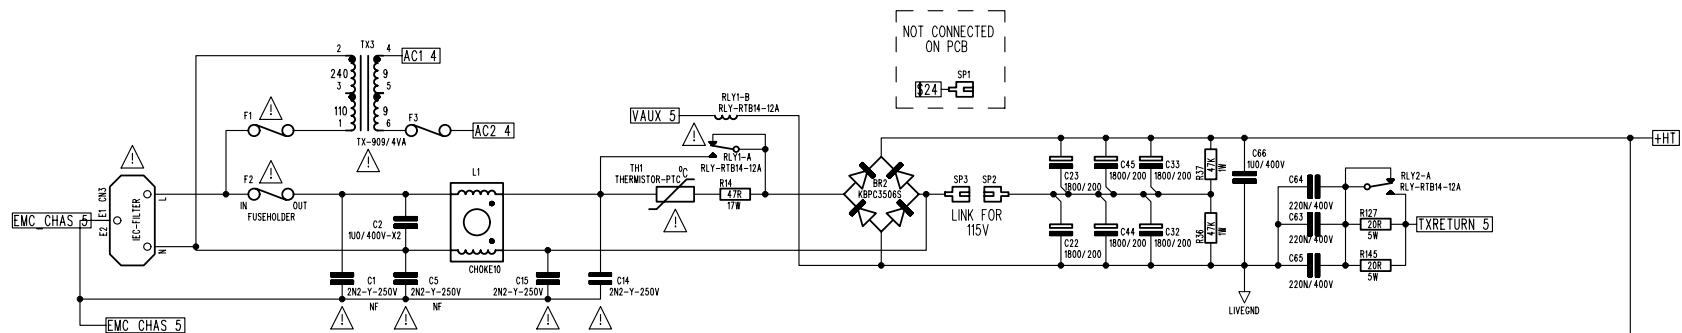 NOT CONNECTED
ON PCB
SP1
$24
2
TX3
4
AC1 4
240
9
3
5
110
9
1
6
F3
AC2 4
TX-909/4VA
F1
!
!
!
F2
IN
OUT
FUSEHOLDER
CN3
L
E1
E2
IEC-FILTER
N
EMC_CHAS 5
EMC CHAS 5
L1
C2
1U0/400V-X2
CHOKE10
C1
2N2-Y-250V
NF
!
C5
2N2-Y-250V
NF
!
C15
2N2-Y-250V
!
C14
2N2-Y-250V
!
VAUX 5
RLY1-B
RLY-RTB14-12A
!
RLY1-A
RLY-RTB14-12A
TH1
THERMISTOR-PTC
°C
!
R14
47R
17W
BR2
KBPC3506S
SP3
SP2
LINK FOR
115V
C23
1800/200
C45
1800/200
C33
1800/200
R37
47K
1W
C22
1800/200
C44
1800/200
C32
1800/200
R36
47K
1W
C66
1U0/400V
LIVEGND
C64
220N/400V
C63
220N/400V
C65
220N/400V
RLY2-A
RLY-RTB14-12A
R127
20R
5W
R145
20R
5W
TXRETURN 5
+HT